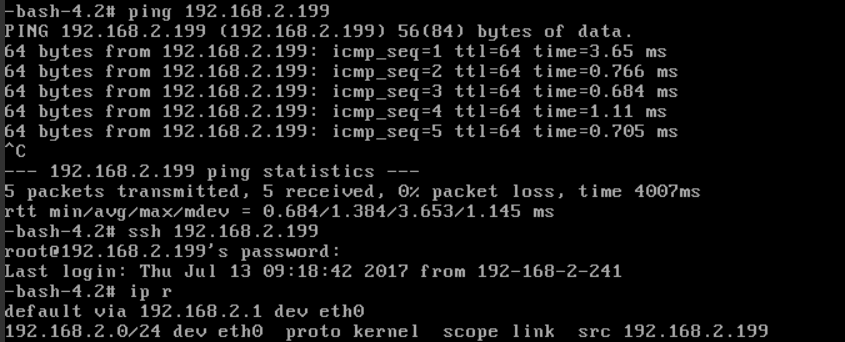 -bash-4.2# ping 192.168.2.199
PING 192.168.2.199 (192.168.2.199) 56(84) bytes of data.
64 bytes from 192.168.2.199: icmp_seq=1 ttl=64 time=3.65 ms
64 bytes from 192.168.2.199: icmp_seq=2 ttl=64 time=0.766 ms
64 bytes from 192.168.2.199: icmp_seq=3 ttl=64 time=0.684 ms
64 bytes from 192.168.2.199: icmp_seq=4 ttl=64 time=1.11 ms
64 bytes from 192.168.2.199: icmp_seq=5 ttl=64 time=0.705 ms
^C
--- 192.168.2.199 ping statistics ---
5 packets transmitted, 5 received, 0% packet loss, time 4007ms
rtt min/avg/max/mdev = 0.684/1.384/3.653/1.145 ms
-bash-4.2# ssh 192.168.2.199
root@192.168.2.199's password:
Last login: Thu Jul 13 09:18:42 2017 from 192-168-2-241
-bash-4.2# ip r
default via 192.168.2.1 dev eth0
192.168.2.0/24 dev eth0  proto kernel  scope link  src 192.168.2.199